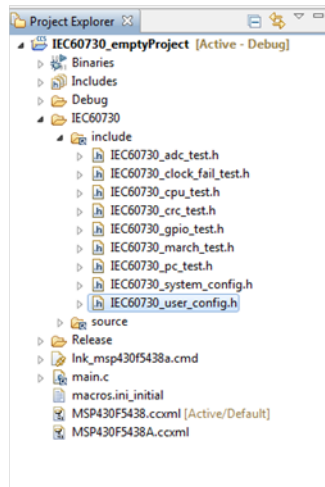 Project Explorer
IEC60730_emptyProject [Active - Debug]
Binaries
Includes
Debug
IEC60730
include
IEC60730_adc_test.h
IEC60730_clock_fail_test.h
IEC60730_cpu_test.h
IEC60730_crc_test.h
IEC60730_gpio_test.h
IEC60730_march_test.h
IEC60730_pc_test.h
IEC60730_system_config.h
IEC60730_user_config.h
source
Release
lnk_msp430f5438a.cmd
main.c
macros.ini_initial
MSP430F5438.ccxml [Active/Default]
MSP430F5438A.ccxml